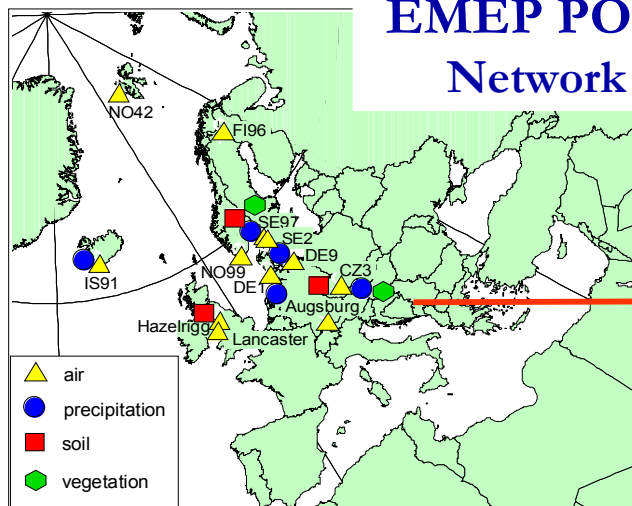 EMEP PO
Network
NO42
FI96
SE97
SE2
NO99
DE9
DE1
CZ3
IS91
Augsburg
Hazelrigg
Lancaster
air
precipitation
soil
vegetation